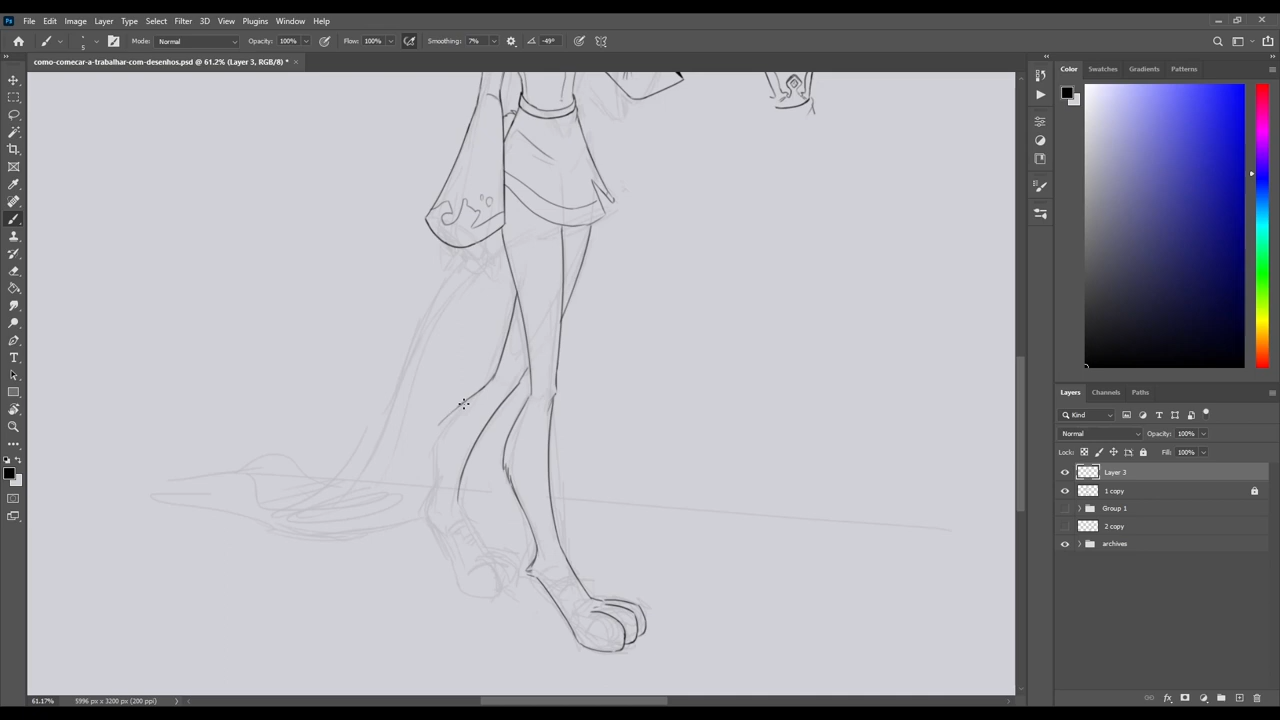 Ps File Edit Image Layer Type Select Filter 3D View Plugins Window Help
5 Mode: Normal Opacity: 100% Flow: 100% Smoothing: 7% -49°
como-comecar-a-trabalhar-com-desenhos.psd @ 61.2% (Layer 3, RGB/8) *
Color Swatches Gradients Patterns
Layers Channels Paths
Kind
Normal Opacity: 100%
Lock: Fill: 100%
Layer 3
1 copy
Group 1
2 copy
archives
61.17% 5996 px x 3200 px (200 ppi)